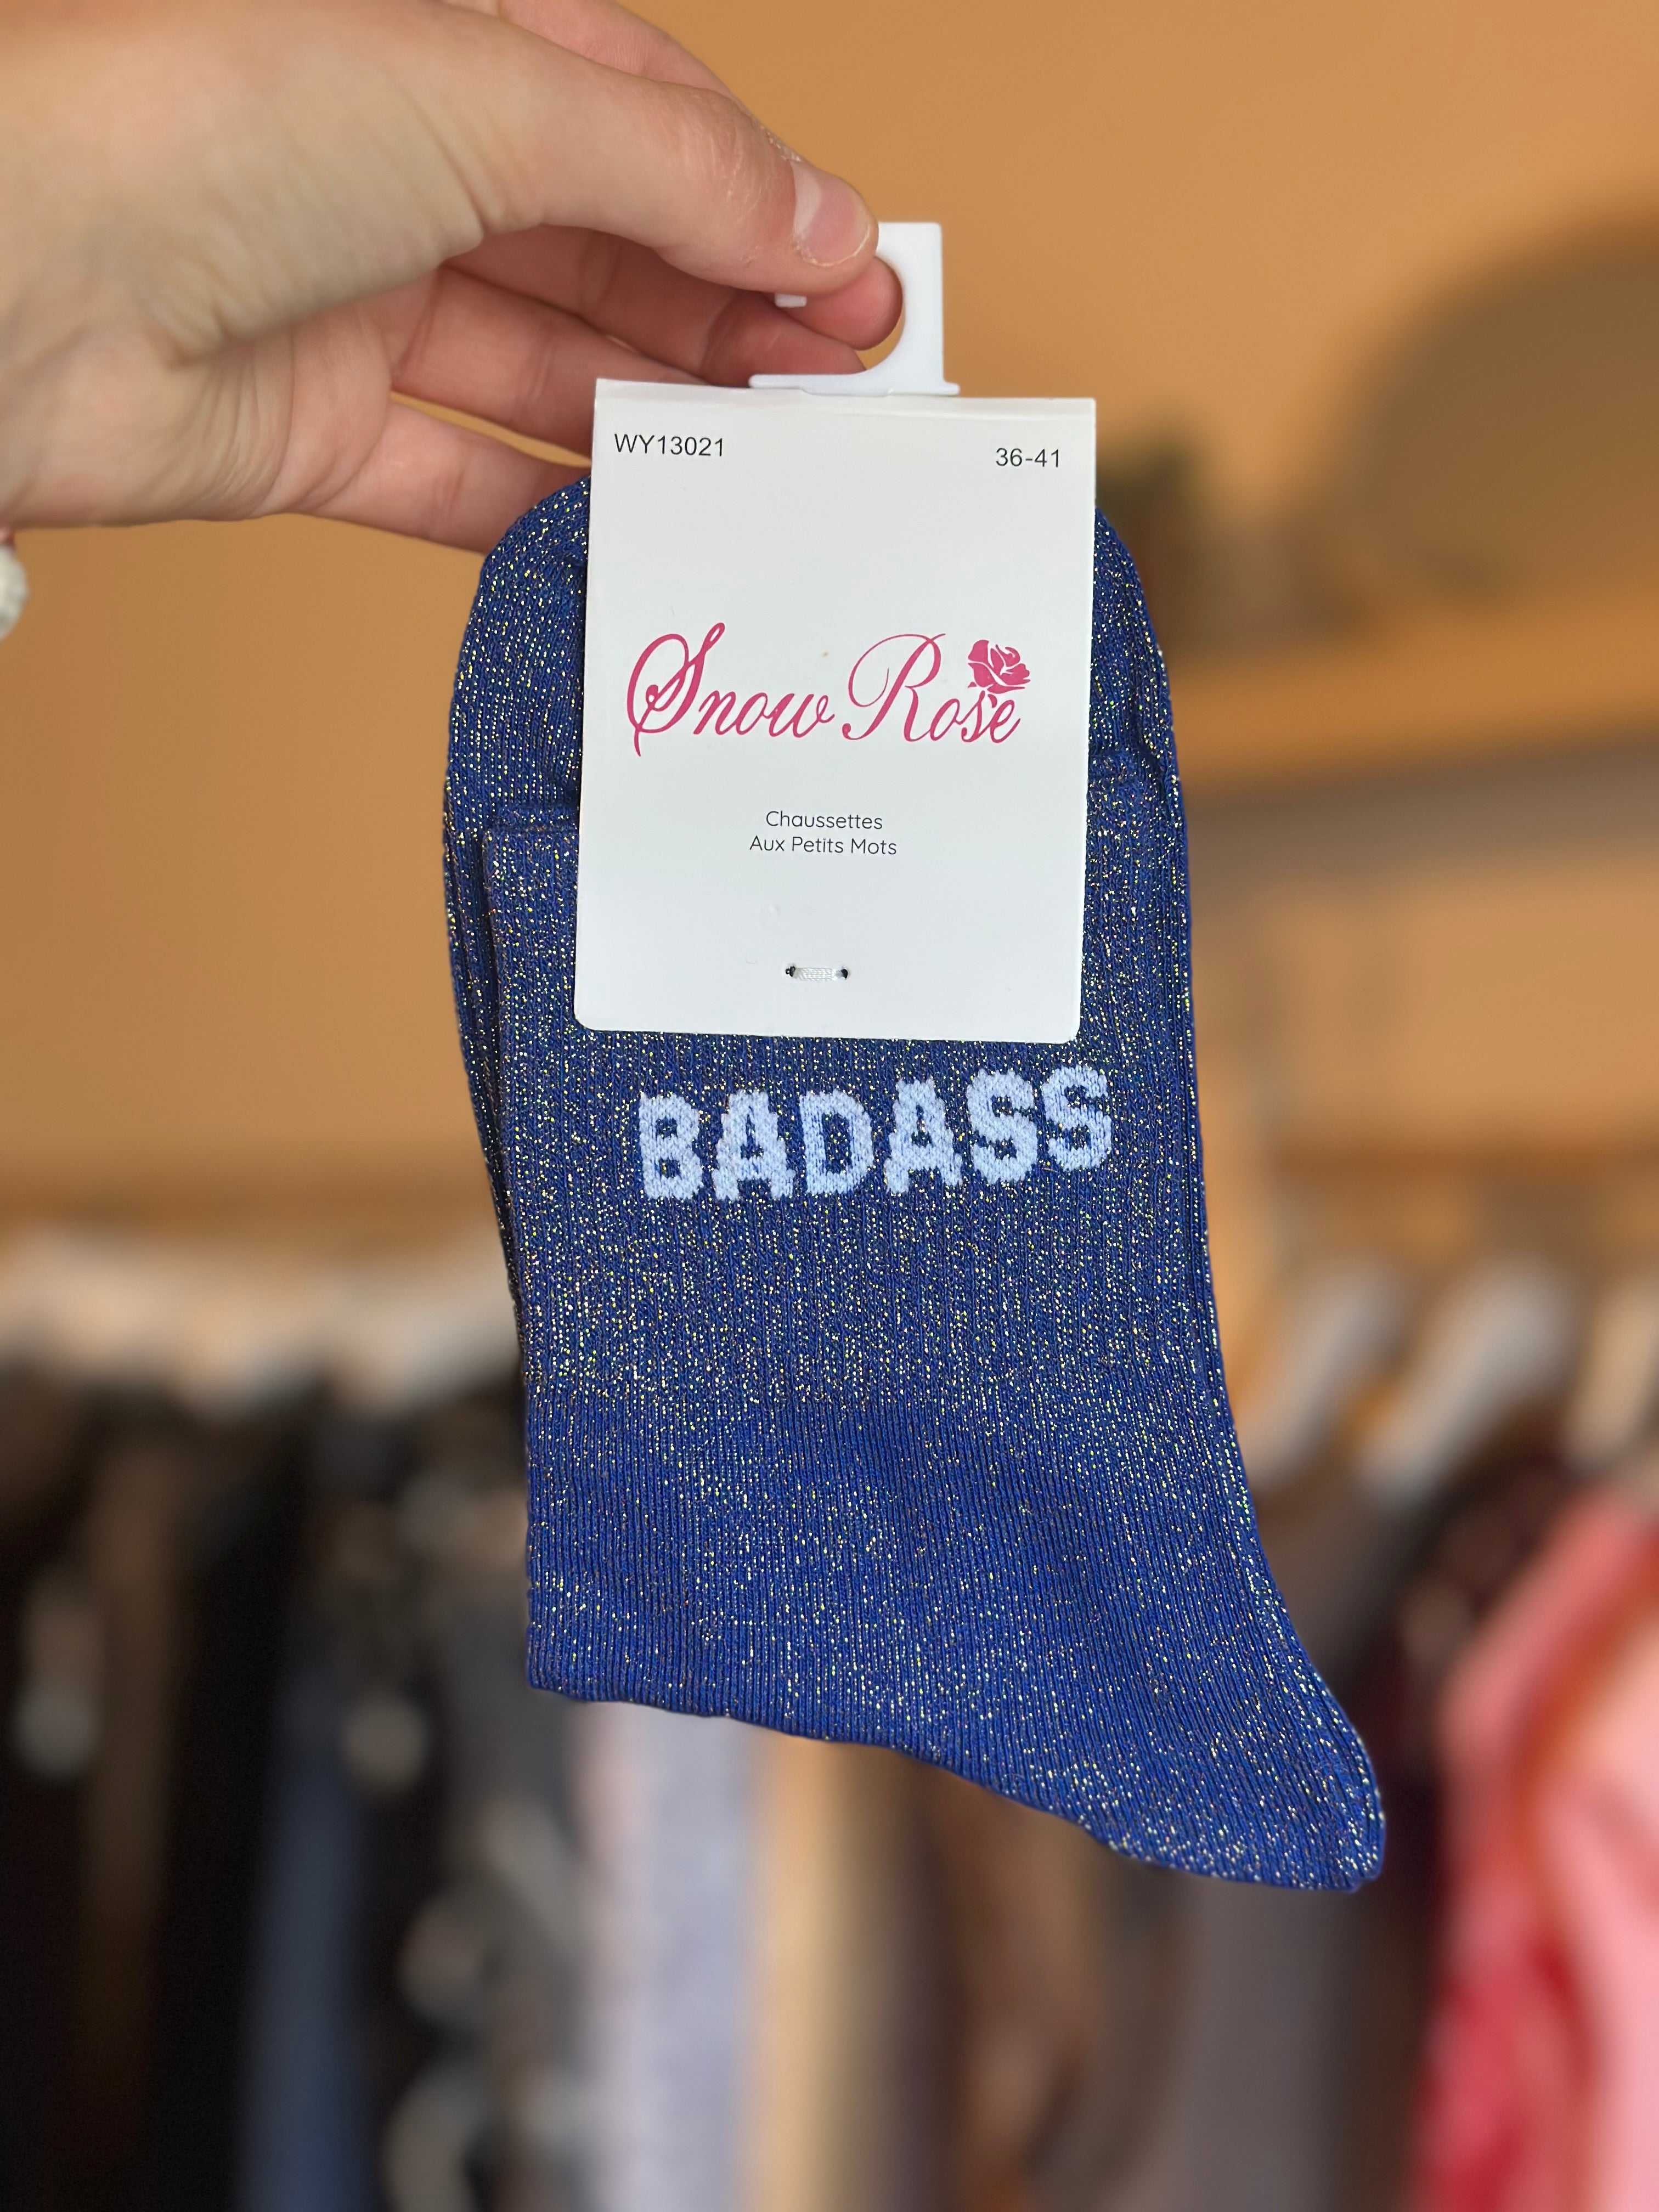 WY13021 36-41
Snow Rose
Chaussettes
Aux Petits Mots
BADASS